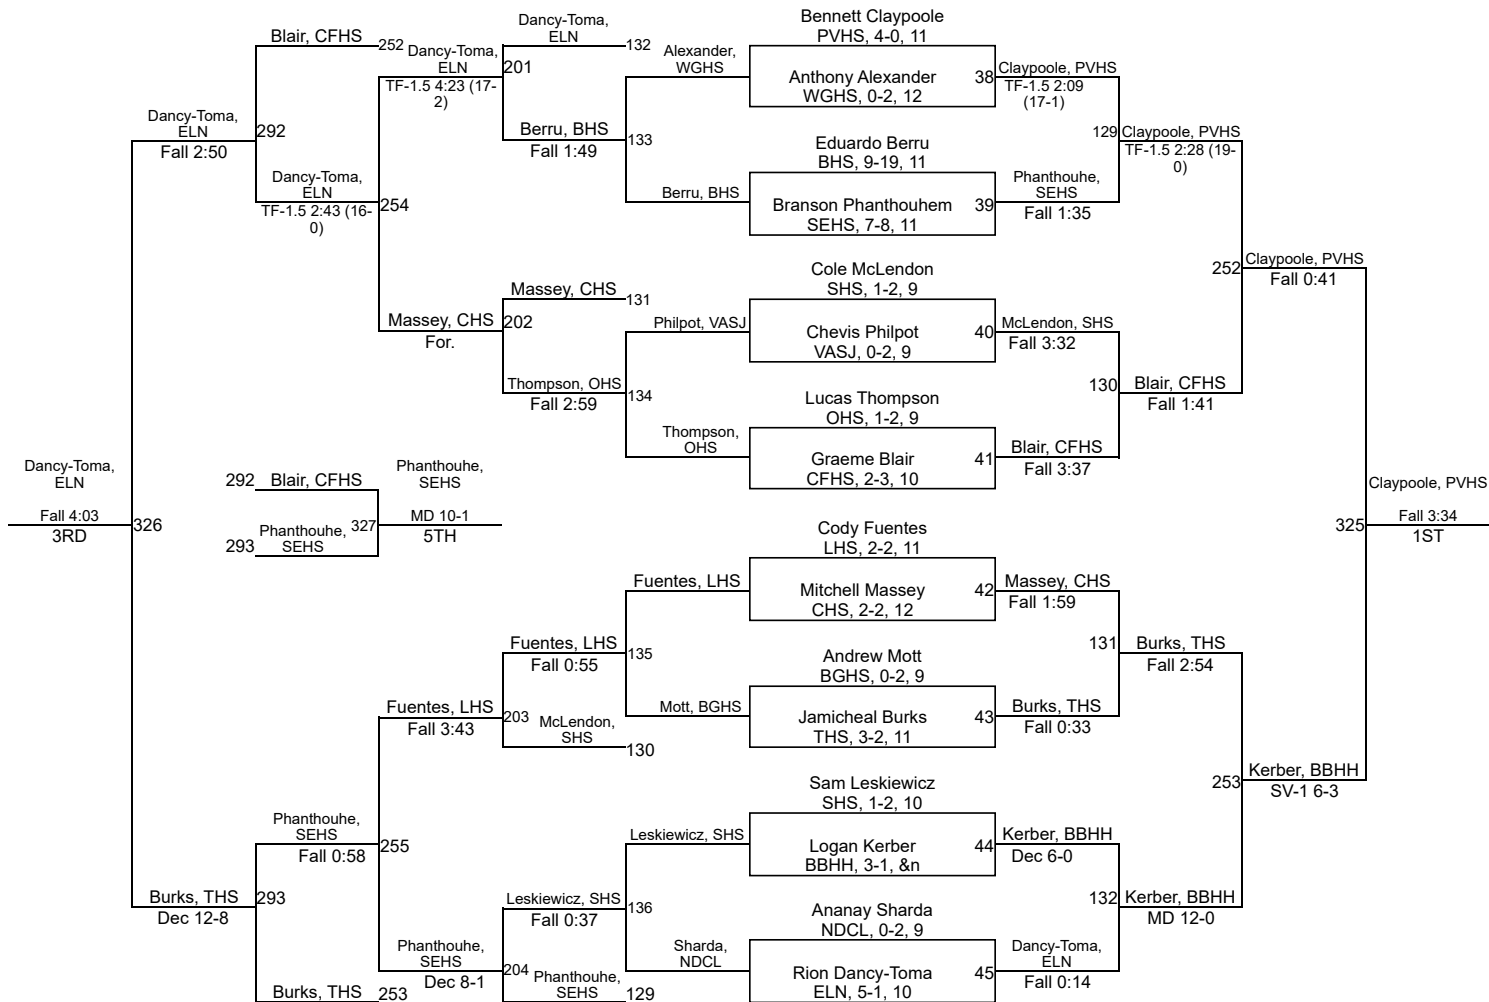 Bennett Claypoole
PVHS, 4-0, 11
Anthony Alexander
WGHS, 0-2, 12
38
Eduardo Berru
BHS, 9-19, 11
Branson Phanthouhem
SEHS, 7-8, 11
39
Cole McLendon
SHS, 1-2, 9
Chevis Philpot
VASJ, 0-2, 9
40
Lucas Thompson
OHS, 1-2, 9
Graeme Blair
CFHS, 2-3, 10
41
Cody Fuentes
LHS, 2-2, 11
Mitchell Massey
CHS, 2-2, 12
42
Andrew Mott
BGHS, 0-2, 9
Jamicheal Burks
THS, 3-2, 11
43
Sam Leskiewicz
SHS, 1-2, 10
Logan Kerber
BBHH, 3-1, &n
44
Ananay Sharda
NDCL, 0-2, 9
Rion Dancy-Toma
ELN, 5-1, 10
45
Claypoole, PVHS
TF-1.5 2:09
(17-1)
Phanthouhe,
SEHS
Fall 1:35
McLendon, SHS
Fall 3:32
Blair, CFHS
Fall 3:37
Massey, CHS
Fall 1:59
Burks, THS
Fall 0:33
Kerber, BBHH
Dec 6-0
Dancy-Toma,
ELN
Fall 0:14
129
Claypoole, PVHS
TF-1.5 2:28 (19-
0)
130
Blair, CFHS
Fall 1:41
131
Burks, THS
Fall 2:54
132
Kerber, BBHH
MD 12-0
252
Claypoole, PVHS
Fall 0:41
253
Kerber, BBHH
SV-1 6-3
325
Claypoole, PVHS
Fall 3:34
1ST
Alexander,
WGHS
Berru, BHS
133
Philpot, VASJ
Thompson,
OHS
134
Fuentes, LHS
Mott, BGHS
135
Leskiewicz, SHS
Sharda,
NDCL
136
Dancy-Toma,
ELN
132
Berru, BHS
Fall 1:49
201
Massey, CHS
131
Thompson, OHS
Fall 2:59
202
Fuentes, LHS
Fall 0:55
McLendon,
SHS
130
203
Leskiewicz, SHS
Fall 0:37
Phanthouhe,
SEHS
129
204
Dancy-Toma,
ELN
TF-1.5 4:23 (17-
2)
Massey, CHS
For.
254
Fuentes, LHS
Fall 3:43
Phanthouhe,
SEHS
Dec 8-1
255
Blair, CFHS
252
Dancy-Toma,
ELN
TF-1.5 2:43 (16-
0)
292
Phanthouhe,
SEHS
Fall 0:58
Burks, THS
253
293
Dancy-Toma,
ELN
Fall 2:50
Burks, THS
Dec 12-8
326
Dancy-Toma,
ELN
Fall 4:03
3RD
292
Blair, CFHS
293
Phanthouhe,
SEHS
327
Phanthouhe,
SEHS
MD 10-1
5TH